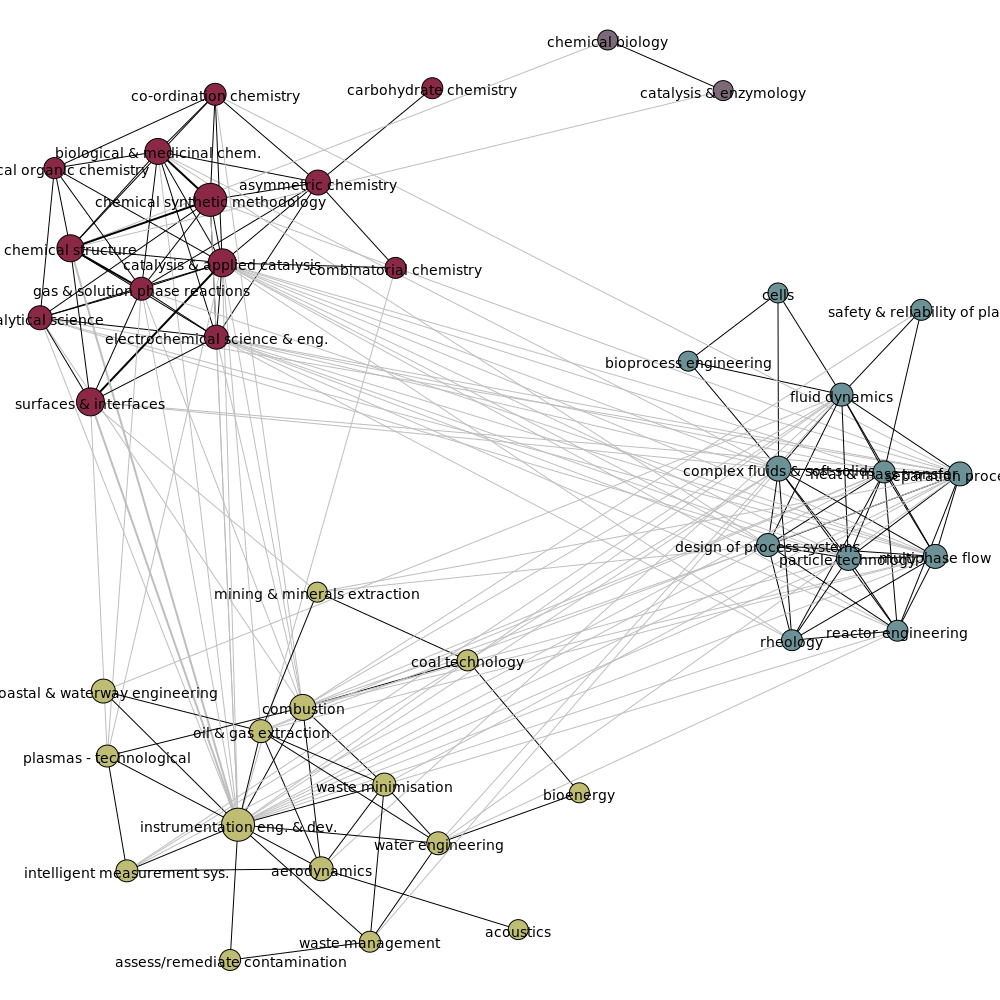 chemical biology
carbohydrate chemistry
catalysis & enzymology
co-ordination chemistry
biological & medicinal chem.
cal organic chemistry
asymmetric chemistry
chemical synthetic methodology
chemical structure
catalysis & applied catalysis
combinatorial chemistry
gas & solution phase reactions
alytical science
electrochemical science & eng.
surfaces & interfaces
cells
safety & reliability of pla
bioprocess engineering
fluid dynamics
complex fluids & soft solids
heat & mass transfer
separation proce
design of process systems
particle technology
multiphase flow
reactor engineering
rheology
mining & minerals extraction
coal technology
oastal & waterway engineering
combustion
oil & gas extraction
plasmas - technological
waste minimisation
bioenergy
instrumentation eng. & dev.
water engineering
intelligent measurement sys.
aerodynamics
acoustics
waste management
assess/remediate contamination